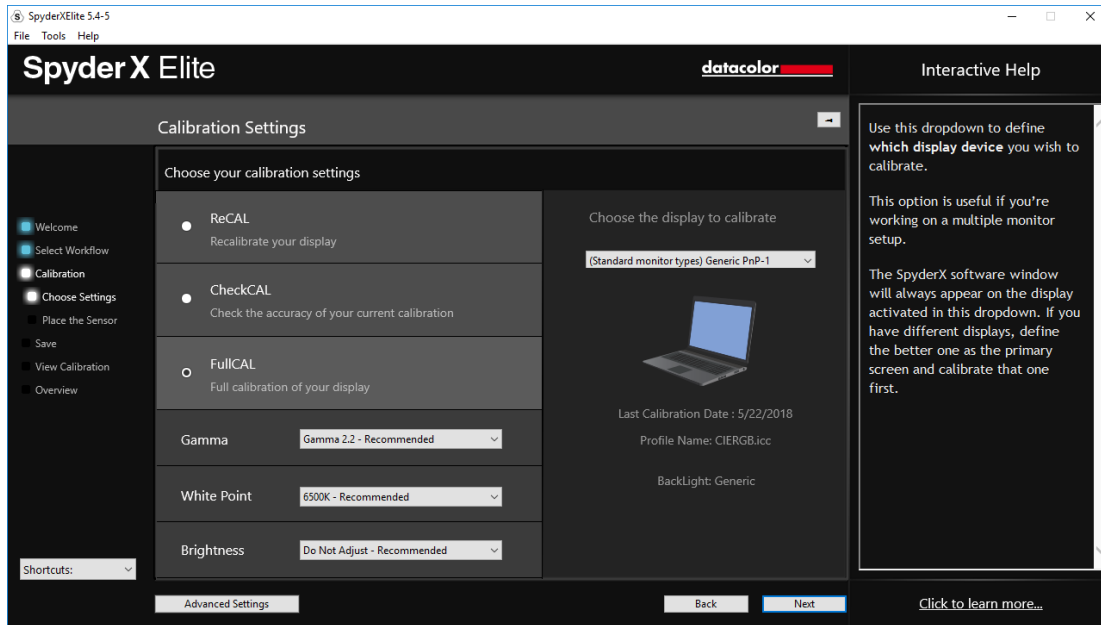 SpyderXElite 5.4-5
File Tools Help
Spyder X Elite
datacolor
Interactive Help
Calibration Settings
Choose your calibration settings
Welcome
Select Workflow
Calibration
Choose Settings
Place the Sensor
Save
View Calibration
Overview
Shortcuts:
ReCAL
Recalibrate your display
CheckCAL
Check the accuracy of your current calibration
FullCAL
Full calibration of your display
Gamma
Gamma 2.2 - Recommended
White Point
6500K - Recommended
Brightness
Do Not Adjust - Recommended
Choose the display to calibrate
(Standard monitor types) Generic PnP-1
Last Calibration Date : 5/22/2018
Profile Name: CIERGB.icc
BackLight: Generic
Use this dropdown to define
which display device you wish to
calibrate.
This option is useful if you're
working on a multiple monitor
setup.
The SpyderX software window
will always appear on the display
activated in this dropdown. If you
have different displays, define
the better one as the primary
screen and calibrate that one
first.
Advanced Settings
Back
Next
Click to learn more...